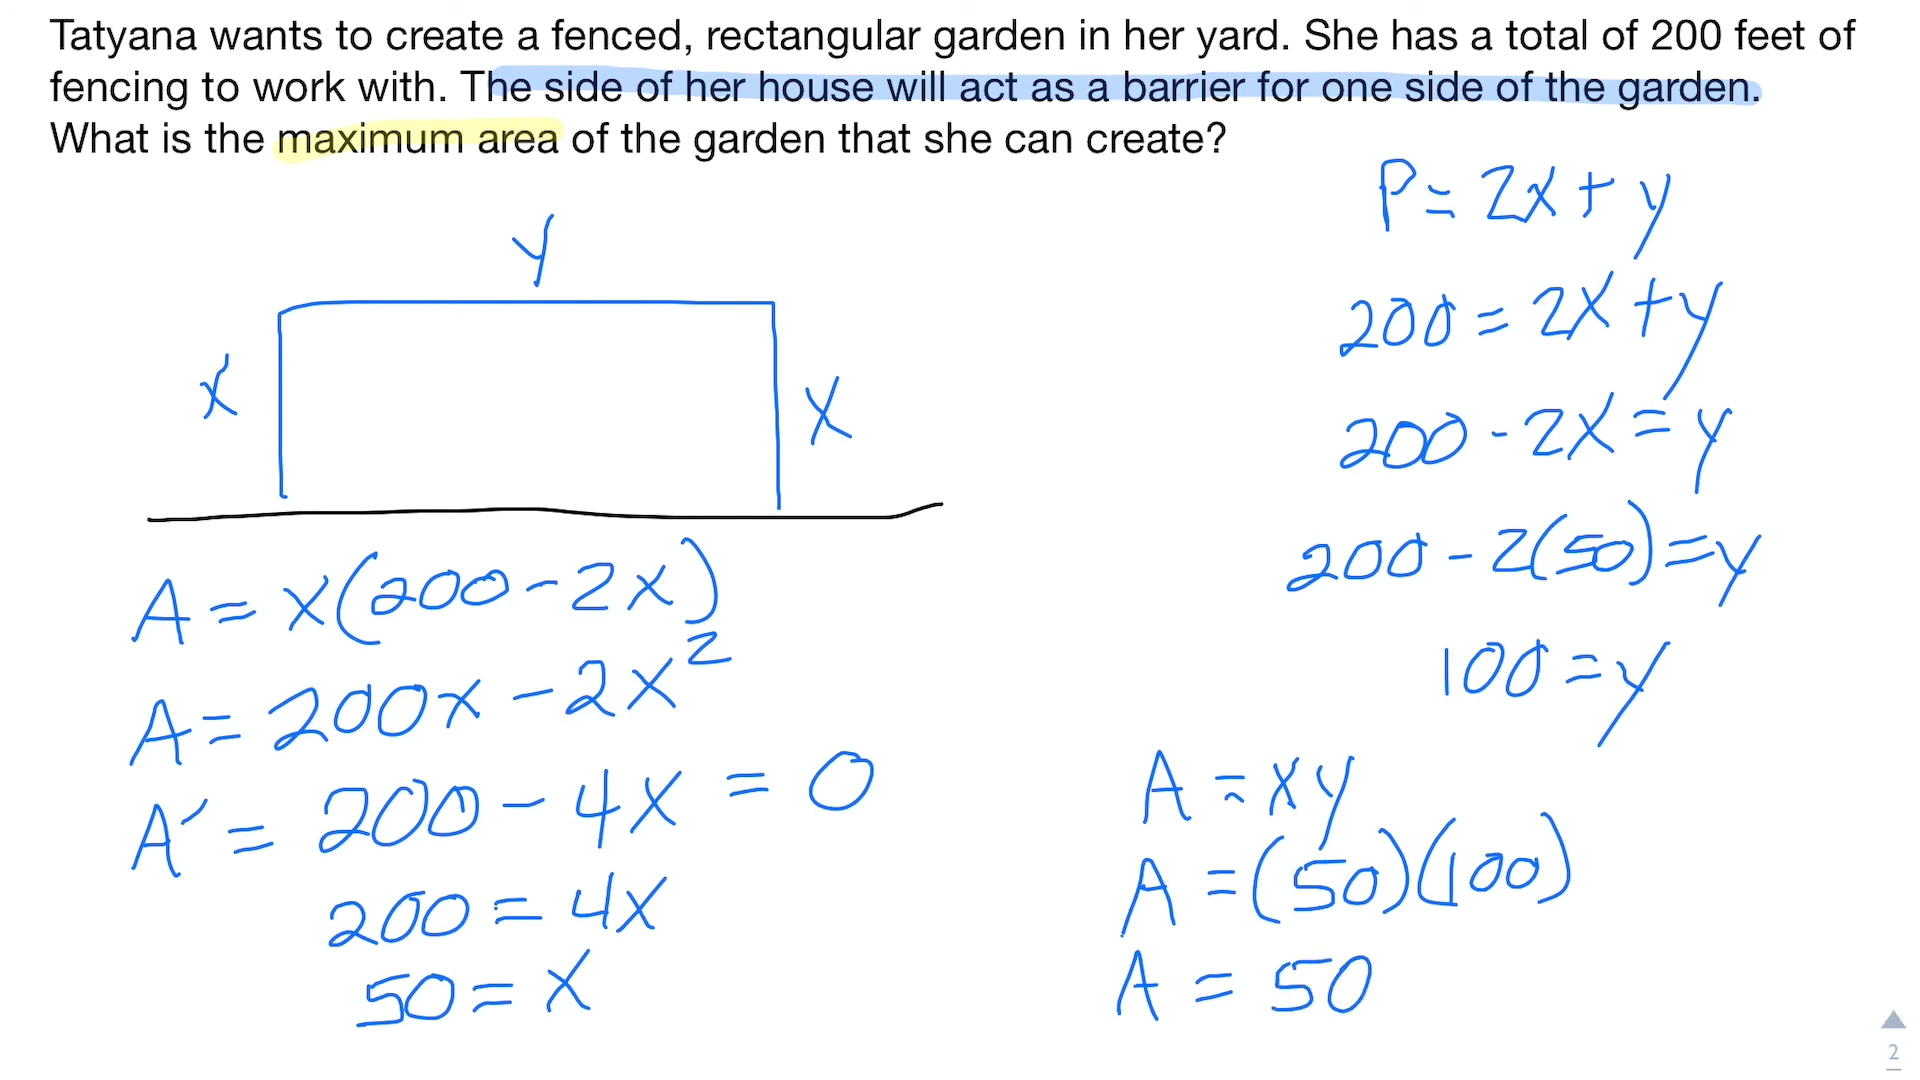 Tatyana wants to create a fenced, rectangular garden in her yard. She has a total of 200 feet of
fencing to work with. The side of her house will act as a barrier for one side of the garden.
What is the maximum area of the garden that she can create?
y
x
x
A = x(200-2x)
A = 200x - 2x²
A' = 200 - 4x = 0
200 = 4x
50 = x
P = 2x + y
200 = 2x + y
200 - 2x = y
200 - 2(50) = y
100 = y
A = xy
A = (50)(100)
A = 50
2